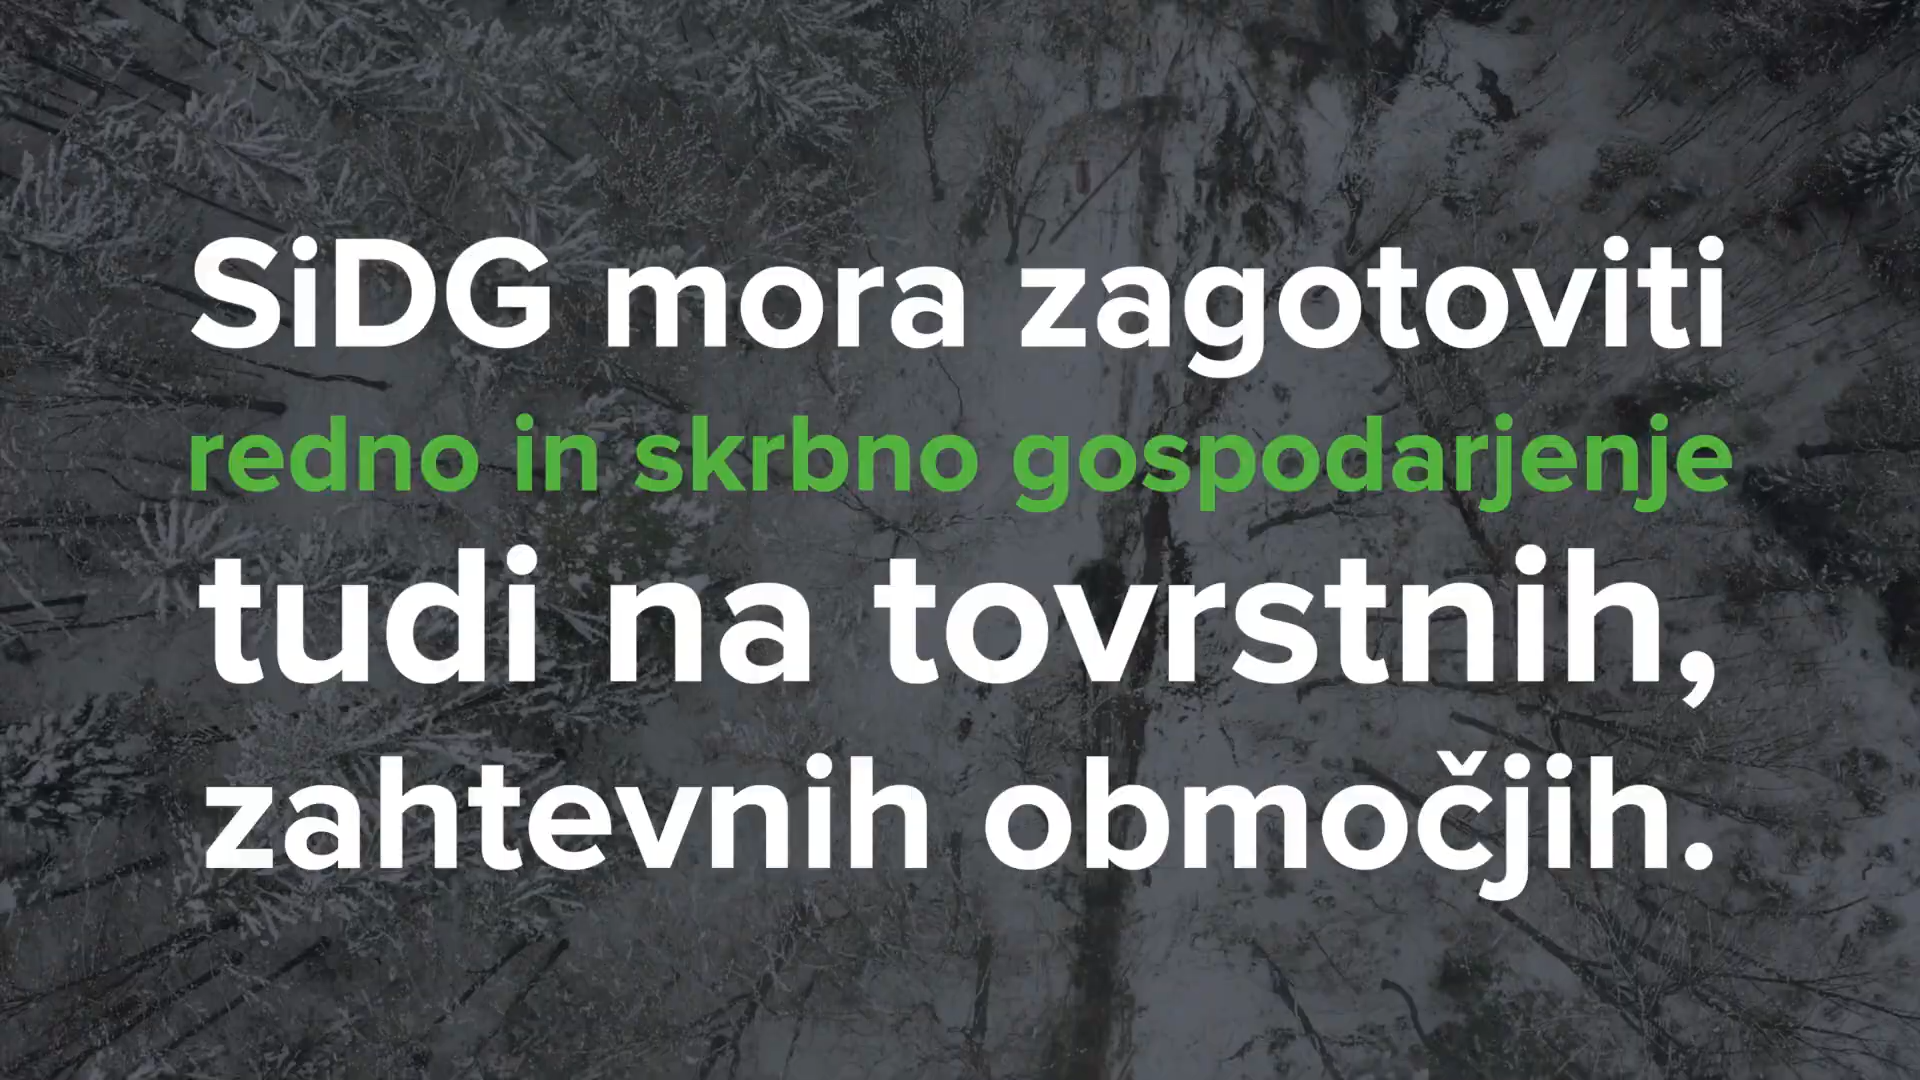 SiDG mora zagotoviti
redno in skrbno gospodarjenje
tudi na tovrstnih,
zahtevnih območjih.